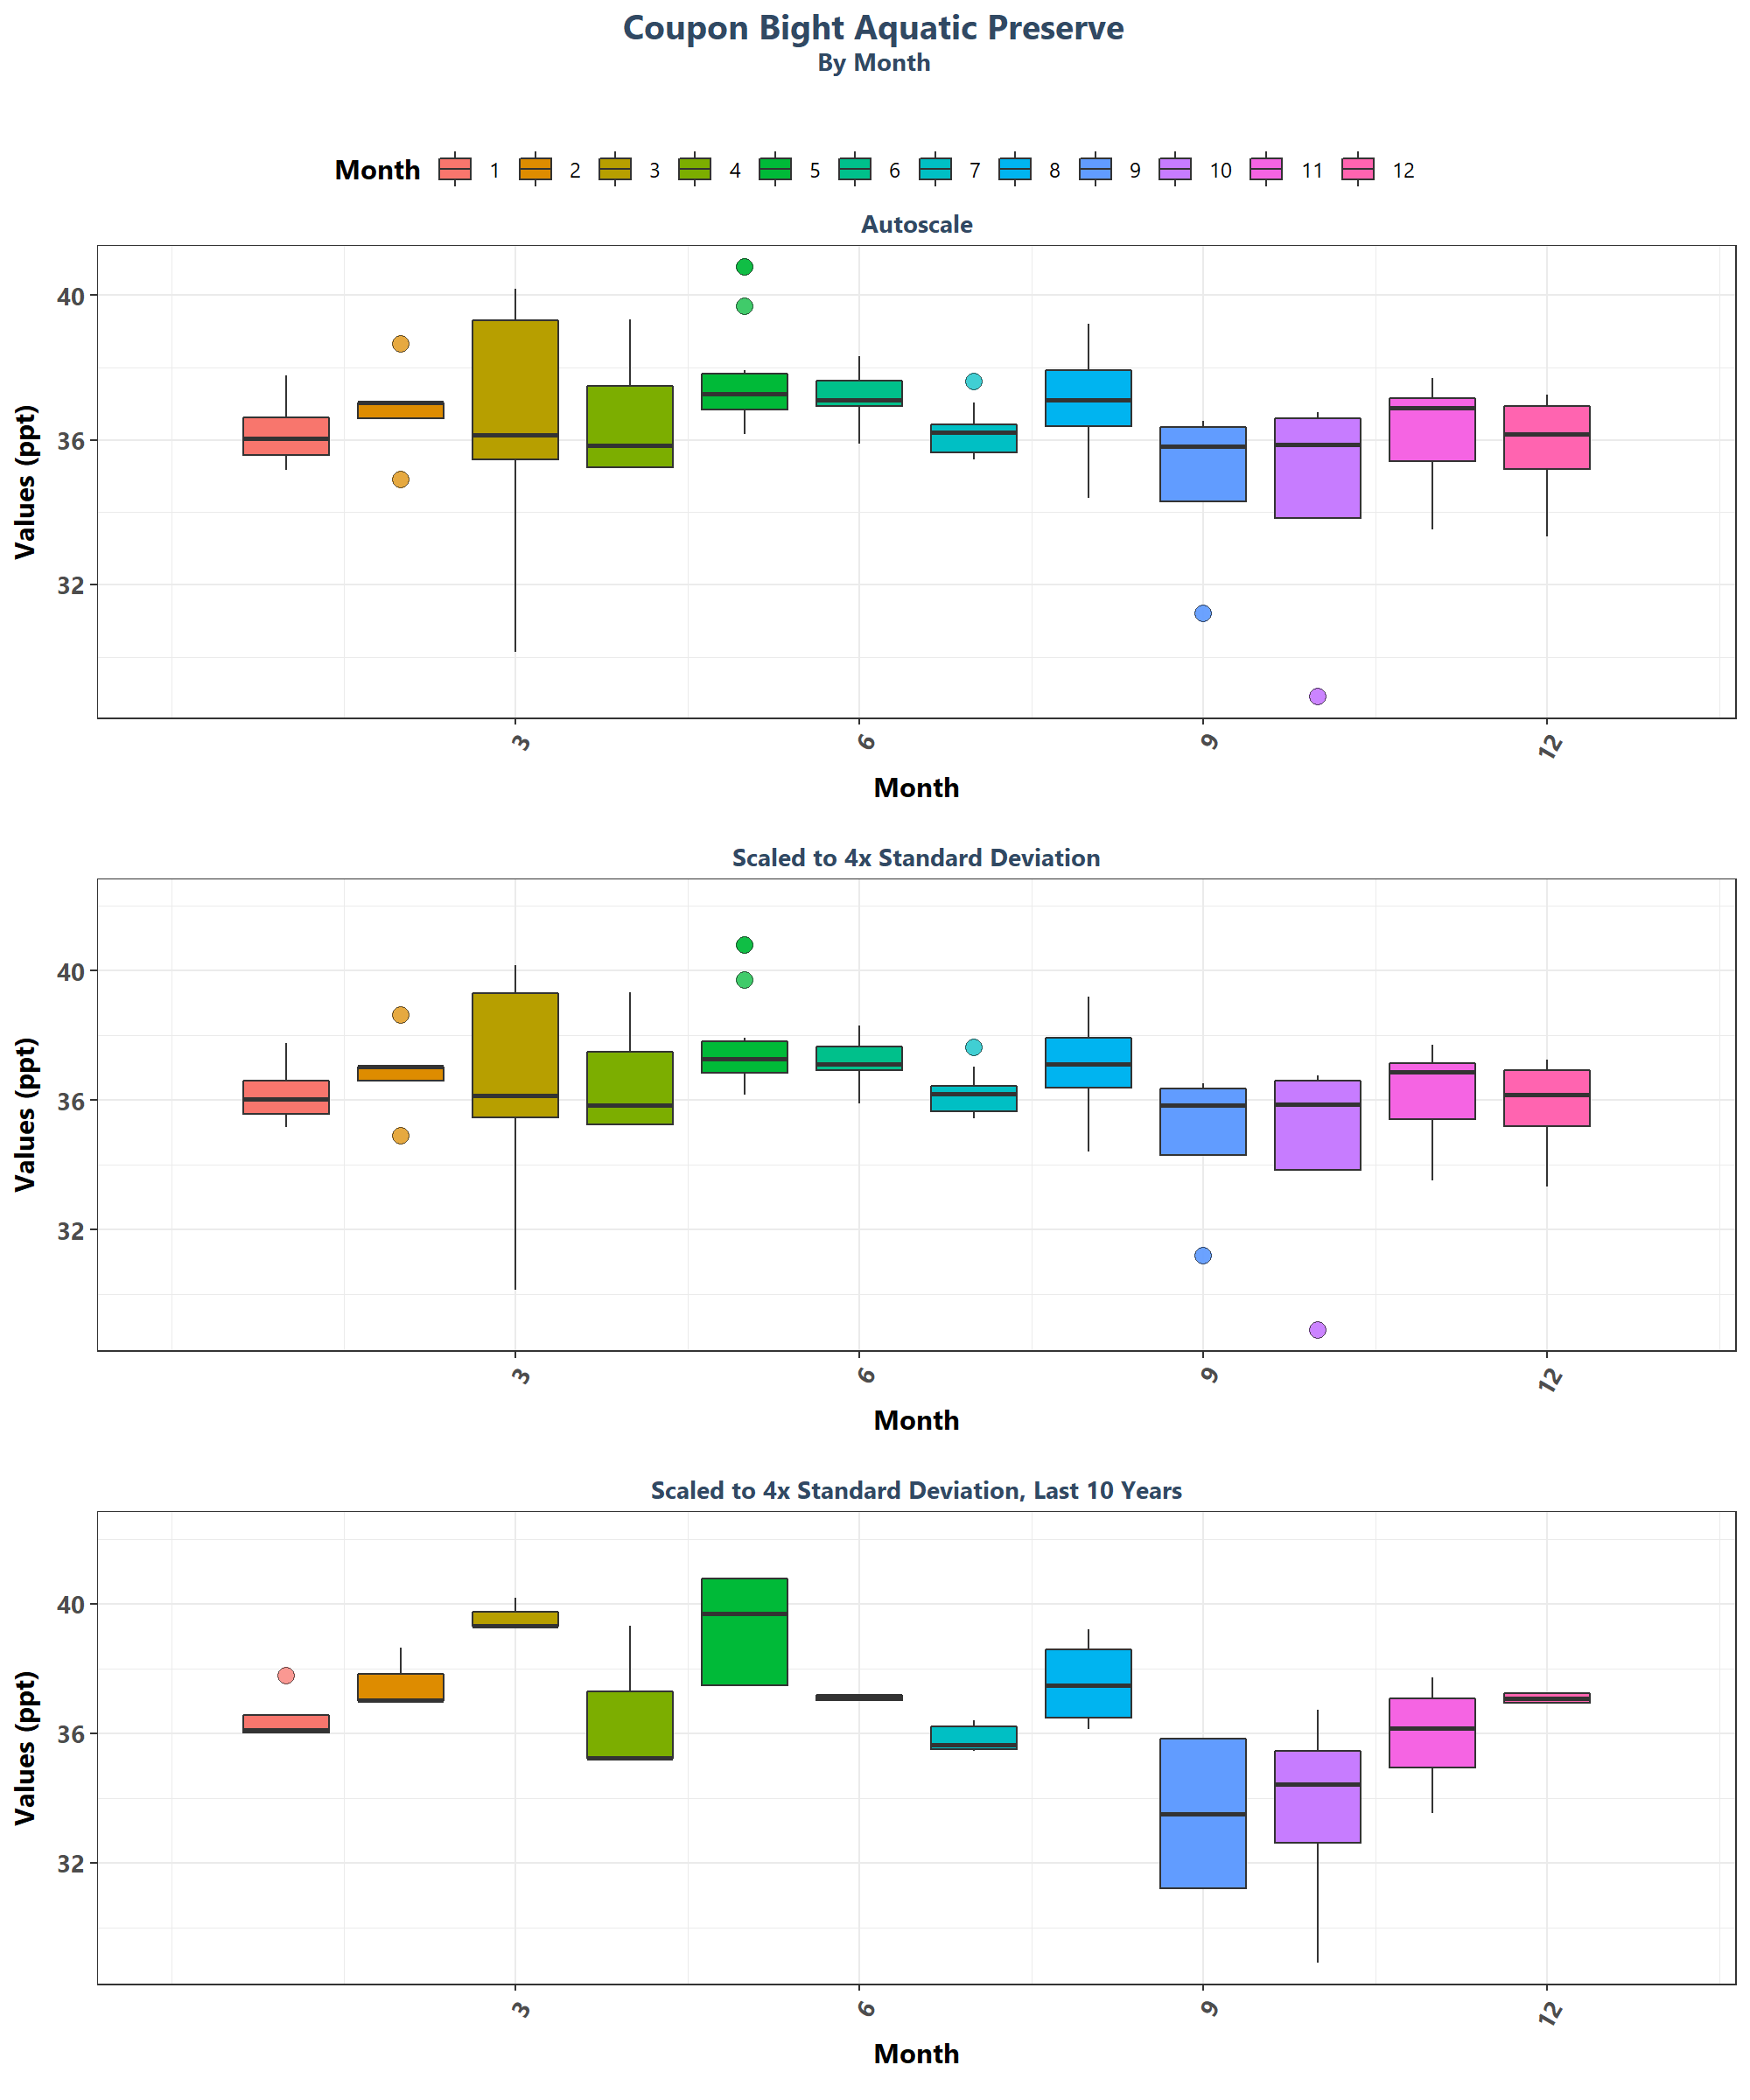 Coupon Bight Aquatic Preserve
By Month
Month 1 2 3 4 5 6 7 8 9 10 11 12
Autoscale
Values (ppt)
40
36
32
3 6 9 12
Month
Scaled to 4x Standard Deviation
Values (ppt)
40
36
32
3 6 9 12
Month
Scaled to 4x Standard Deviation, Last 10 Years
Values (ppt)
40
36
32
3 6 9 12
Month